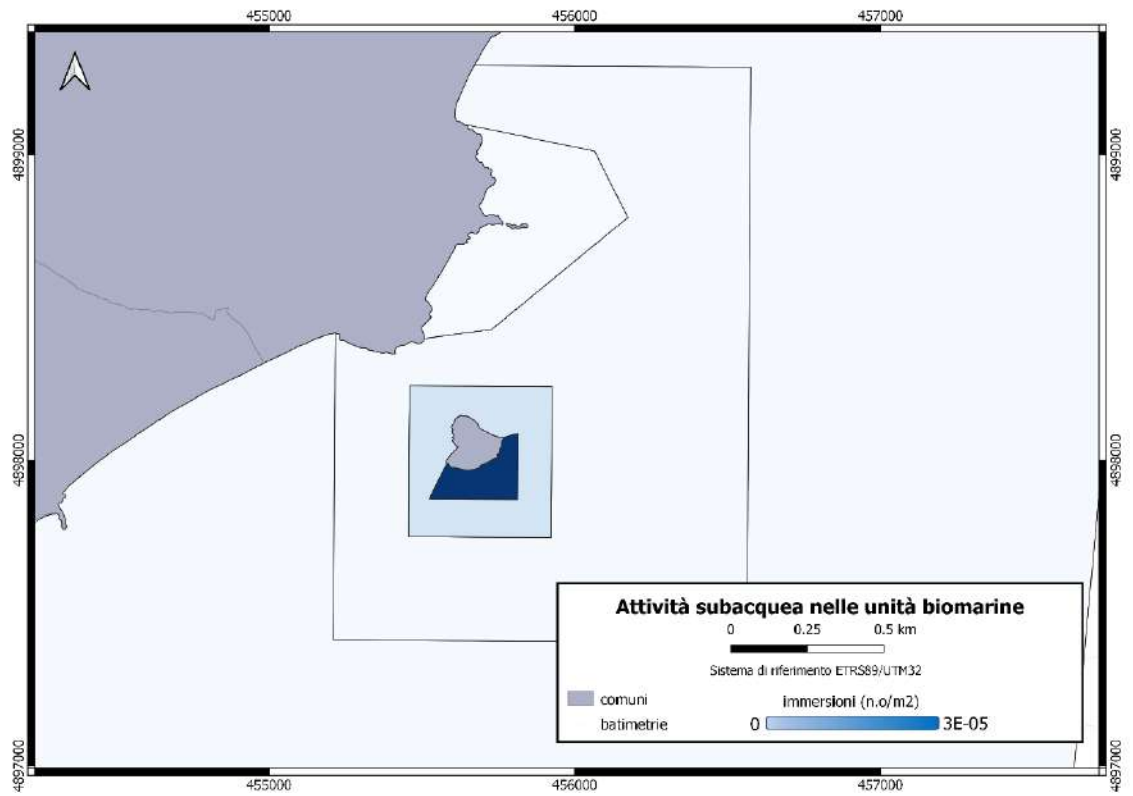 455000 456000 457000
4899000 4899000
4898000 4898000
4897000 4897000
Attività subacquea nelle unità biomarine
0 0.25 0.5 km
Sistema di riferimento ETRS89/UTM32
comuni immersioni (n.o/m2)
batimetrie 0 3E-05
455000 456000 457000